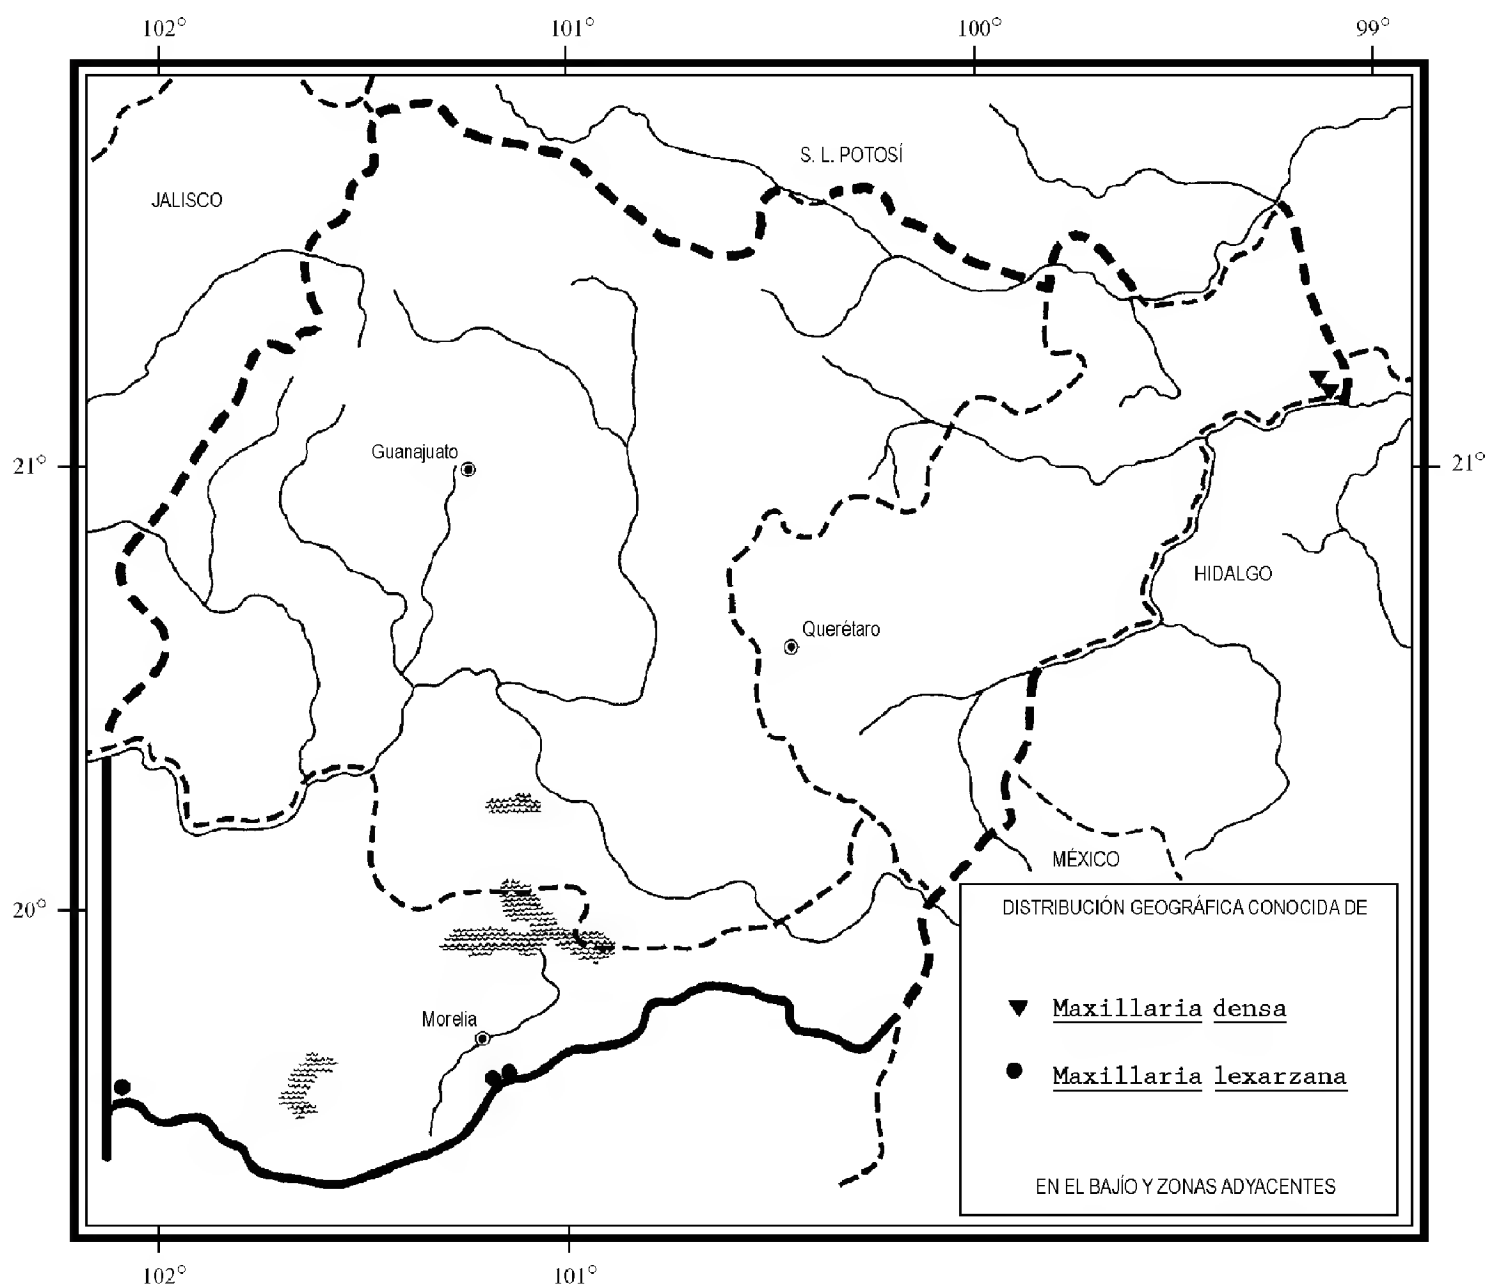 102° 101° 100° 99°
S. L. POTOSÍ
JALISCO
Guanajuato
21° 21°
HIDALGO
Querétaro
MÉXICO
20°
DISTRIBUCIÓN GEOGRÁFICA CONOCIDA DE
Maxillaria densa
Morelia
Maxillaria lexarzana
EN EL BAJÍO Y ZONAS ADYACENTES
102° 101°